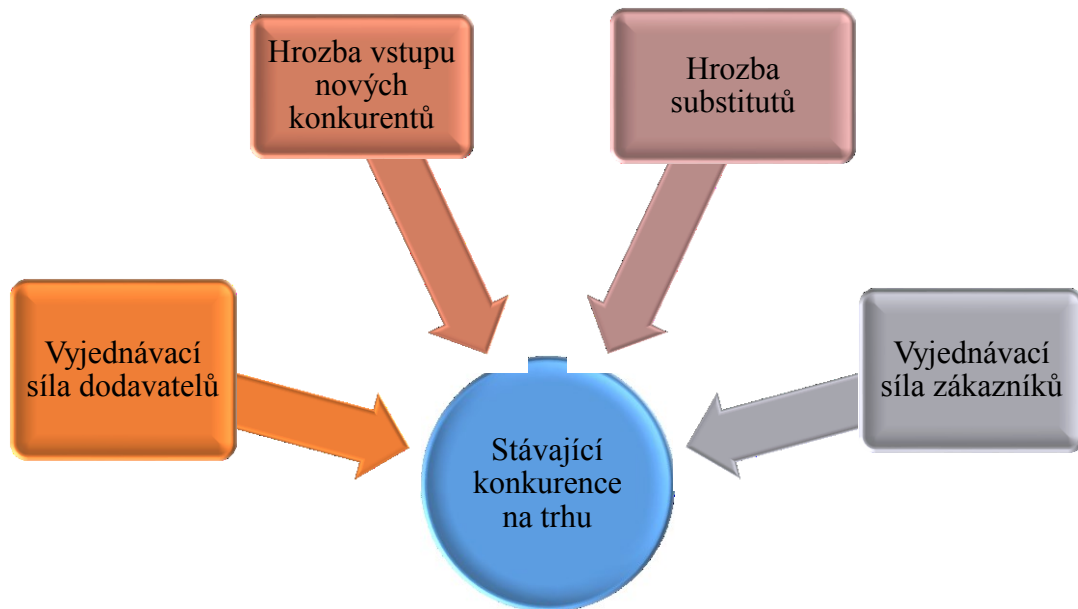 Hrozba vstupu
nových
konkurentů
Hrozba
substitutů
Vyjednávací
síla dodavatelů
Vyjednávací
síla zákazníků
Stávající
konkurence
na trhu